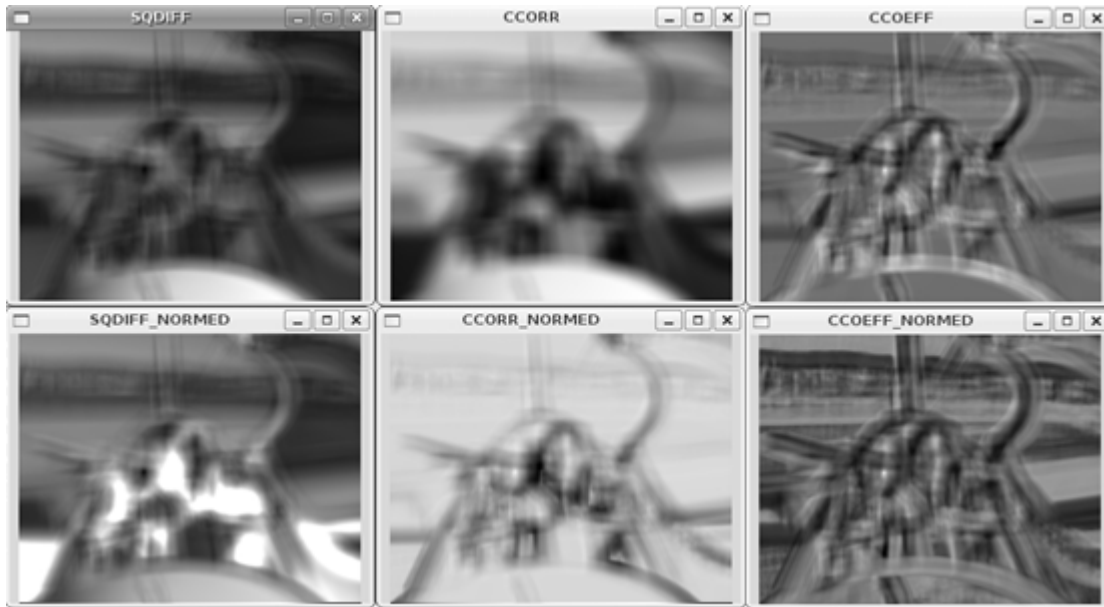 SQDIFF
CCORR
CCOEFF
SQDIFF_NORMED
CCORR_NORMED
CCOEFF_NORMED